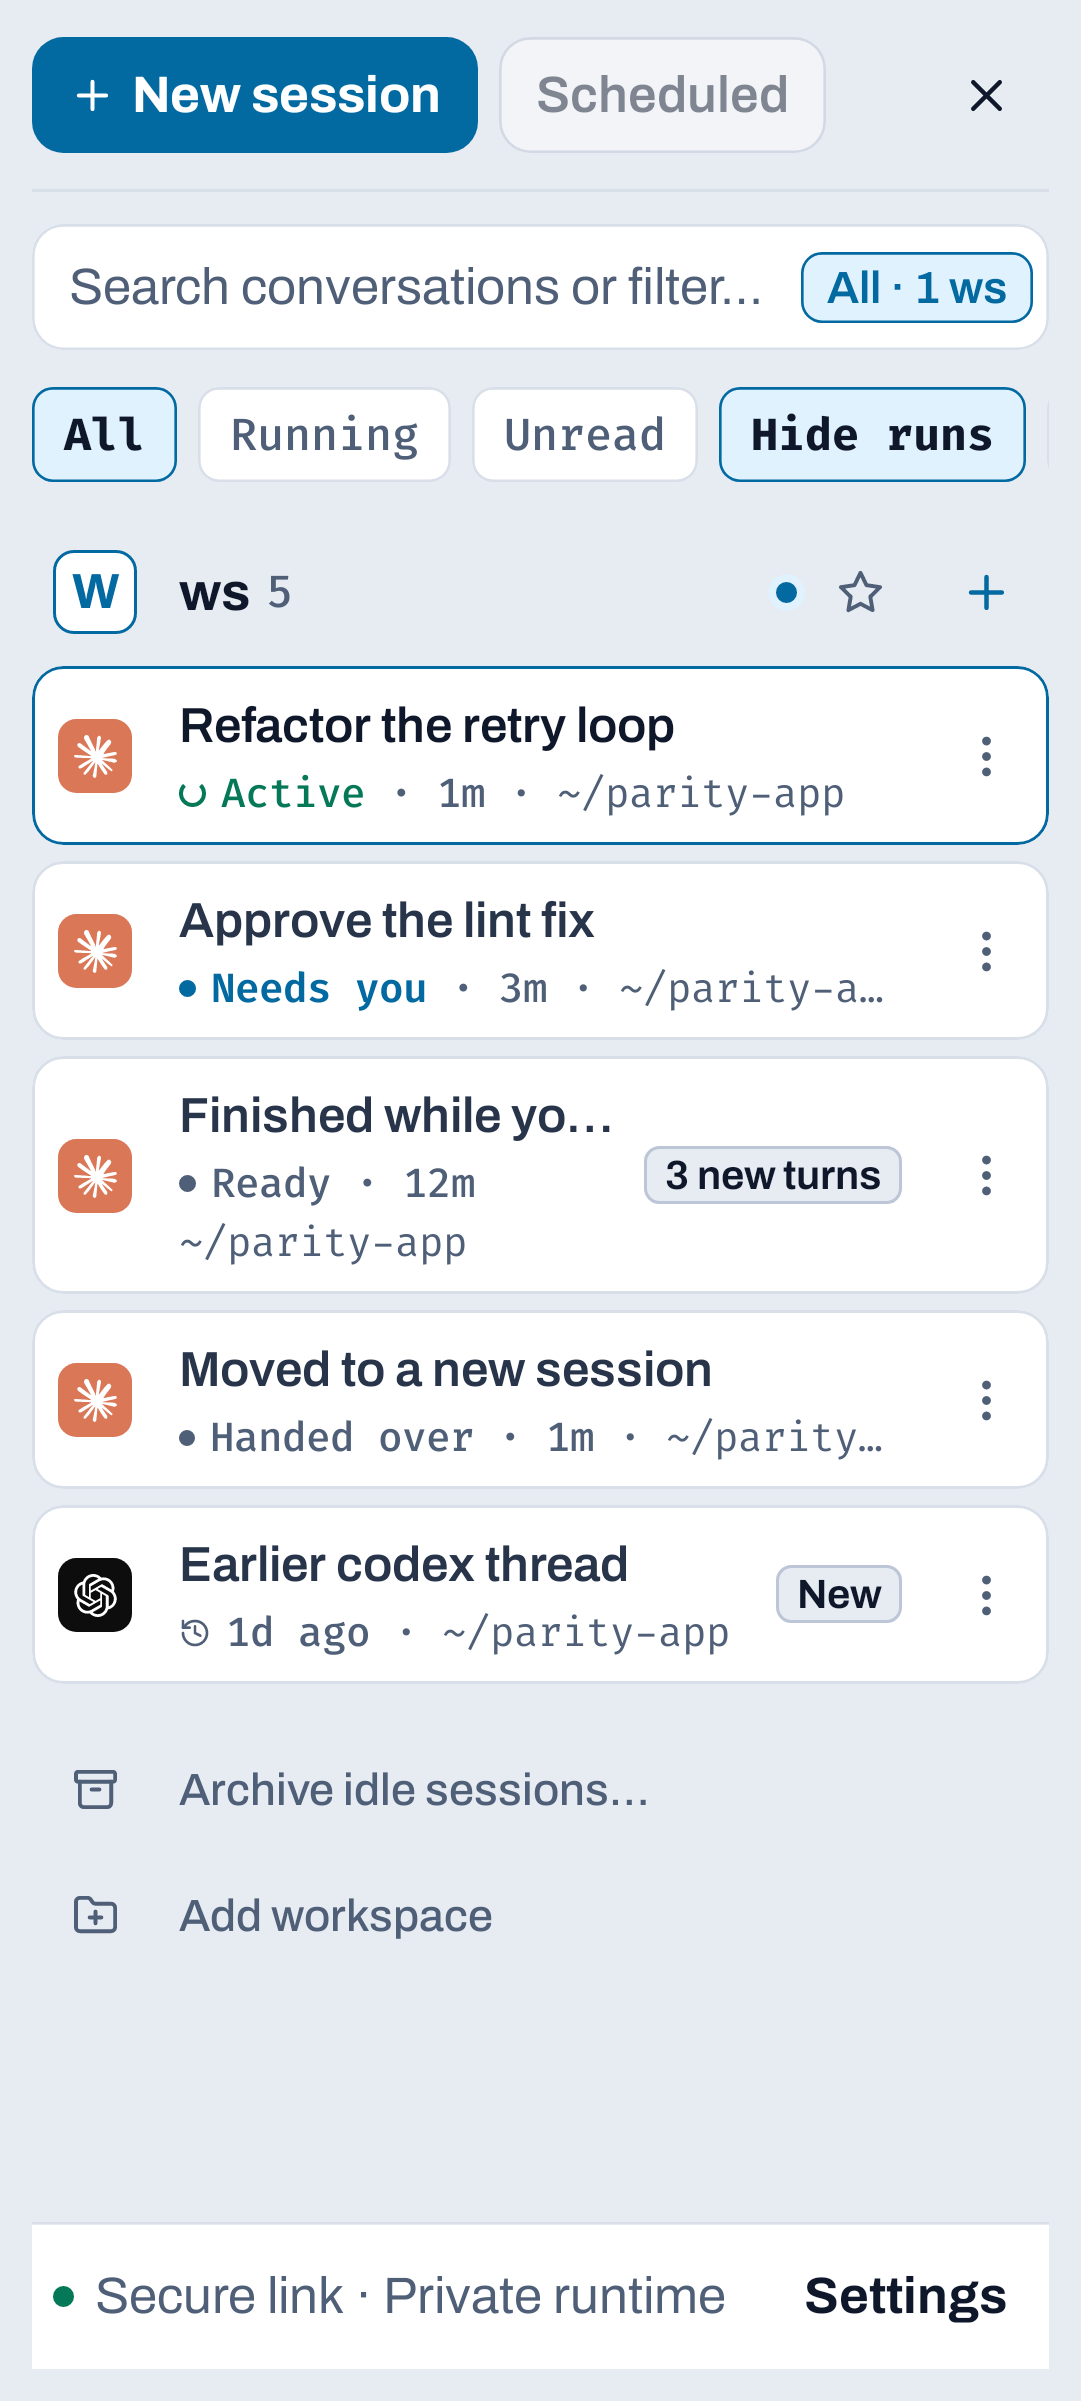 + New session
Scheduled
Search conversations or filter...
All · 1 ws
All
Running
Unread
Hide runs
W
ws 5
Refactor the retry loop
Active · 1m · ~/parity-app
Approve the lint fix
Needs you · 3m · ~/parity-a…
Finished while yo…
Ready · 12m
~/parity-app
3 new turns
Moved to a new session
Handed over · 1m · ~/parity…
Earlier codex thread
1d ago · ~/parity-app
New
Archive idle sessions...
Add workspace
Secure link · Private runtime
Settings